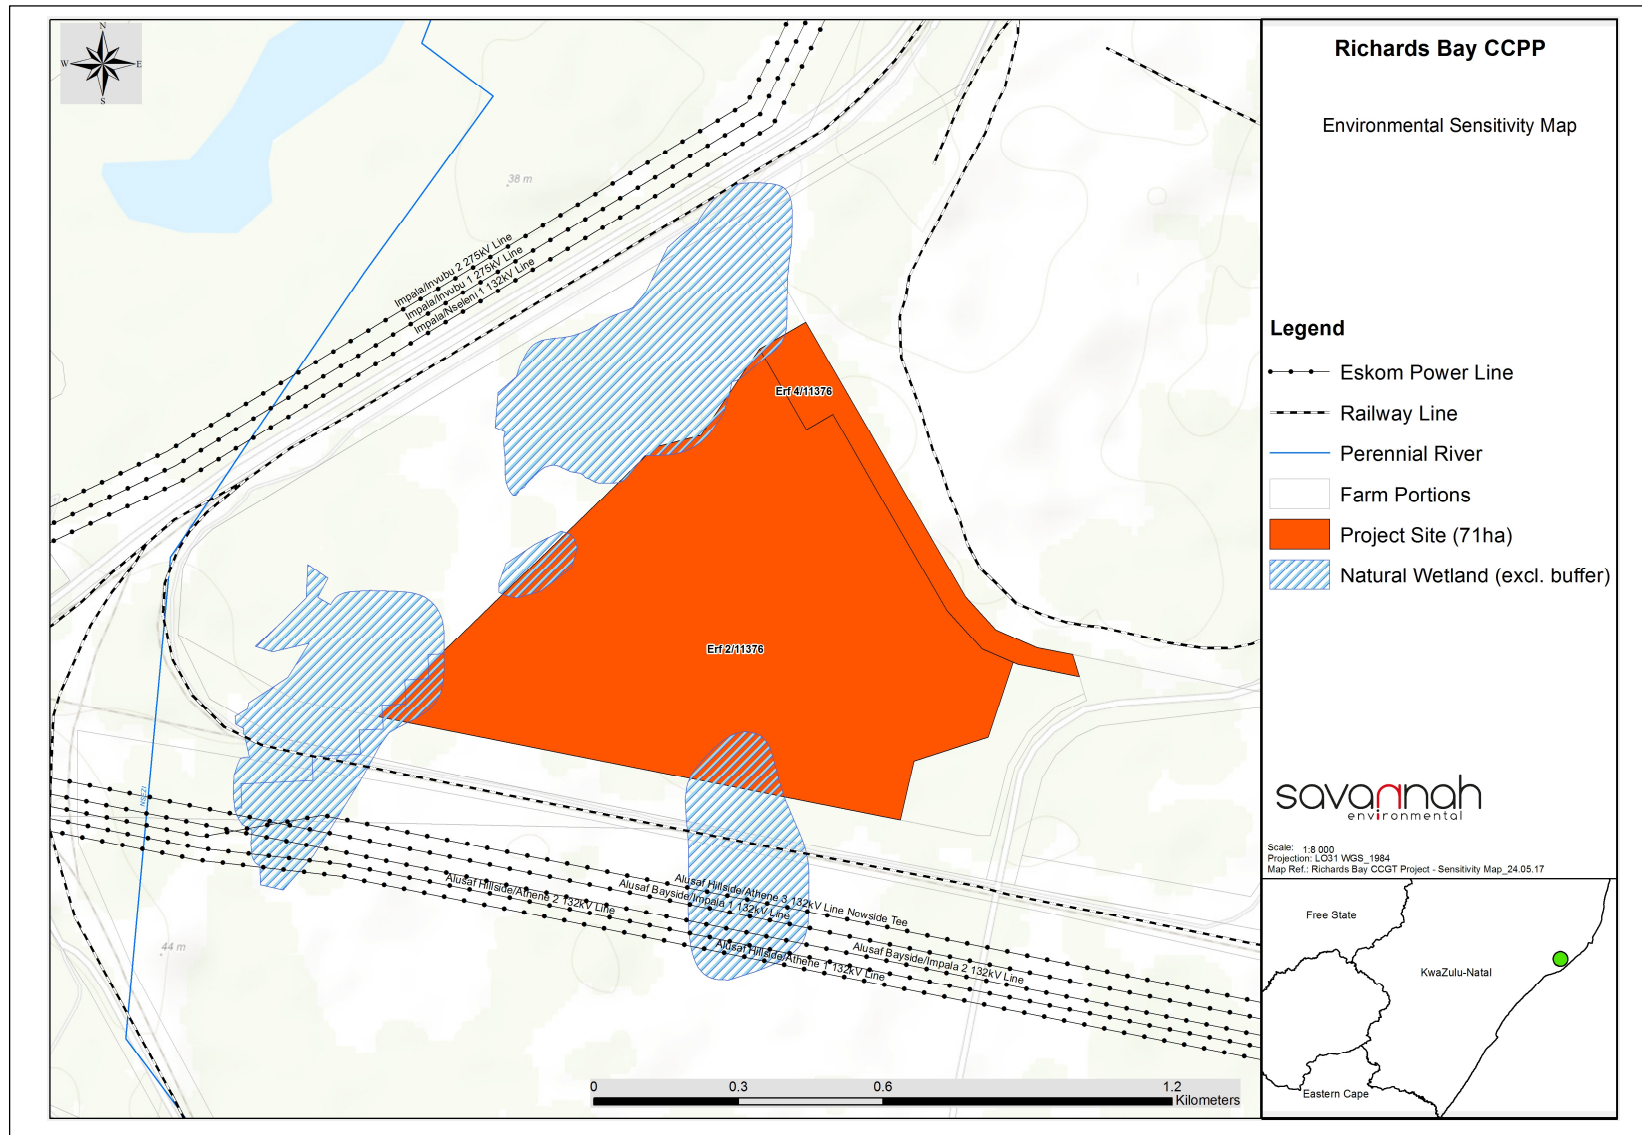 Richards Bay CCPP
Environmental Sensitivity Map
N
W
E
S
38 m
Impala/Invubu 2 275kV Line
Impala/Invubu 1 275kV Line
Impala/Nseleni 1 132kV Line
Erf 4/11376
Erf 2/11376
NSEZI
Alusaf Hillside/Athene 3 132kV Line Nowside Tee
Alusaf Bayside/Impala 1 132kV Line
Alusaf Hillside/Athene 2 132kV Line
Alusaf Bayside/Impala 2 132kV Line
Alusaf Hillside/Athene 1 132kV Line
44 m
0 0.3 0.6 1.2
Kilometers
Legend
Eskom Power Line
Railway Line
Perennial River
Farm Portions
Project Site (71ha)
Natural Wetland (excl. buffer)
savannah
environmental
Scale: 1:8 000
Projection: LO31 WGS_1984
Map Ref.: Richards Bay CCGT Project - Sensitivity Map_24.05.17
Free State
KwaZulu-Natal
Eastern Cape